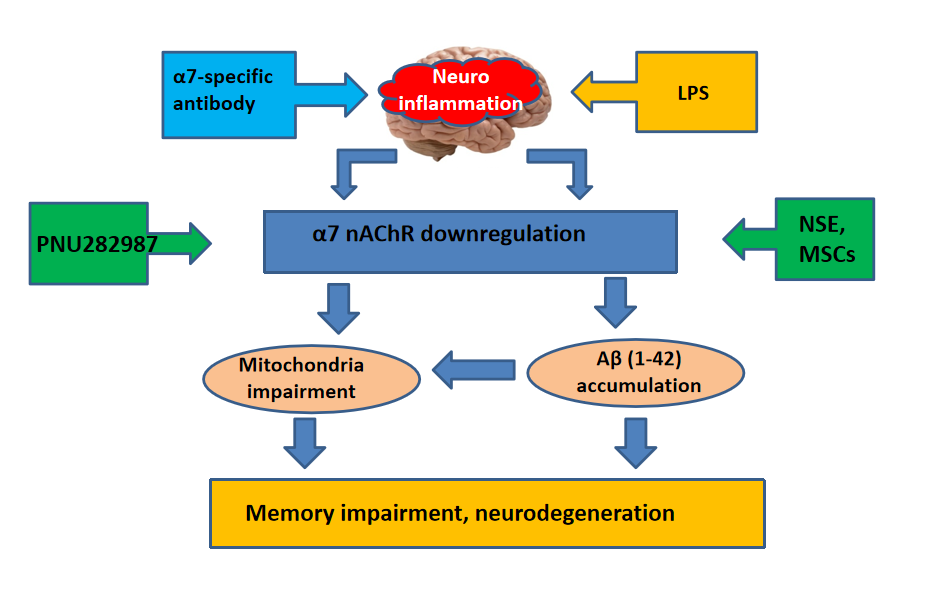 α7-specific
antibody
Neuro
inflammation
LPS
PNU282987
α7 nAChR downregulation
NSE,
MSCs
Mitochondria
impairment
Aβ (1-42)
accumulation
Memory impairment, neurodegeneration